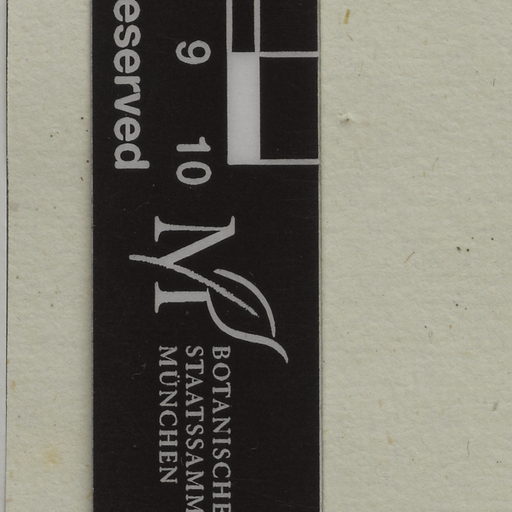 eserved
9 10
BOTANISCHE
STAATSSAMM
MÜNCHEN